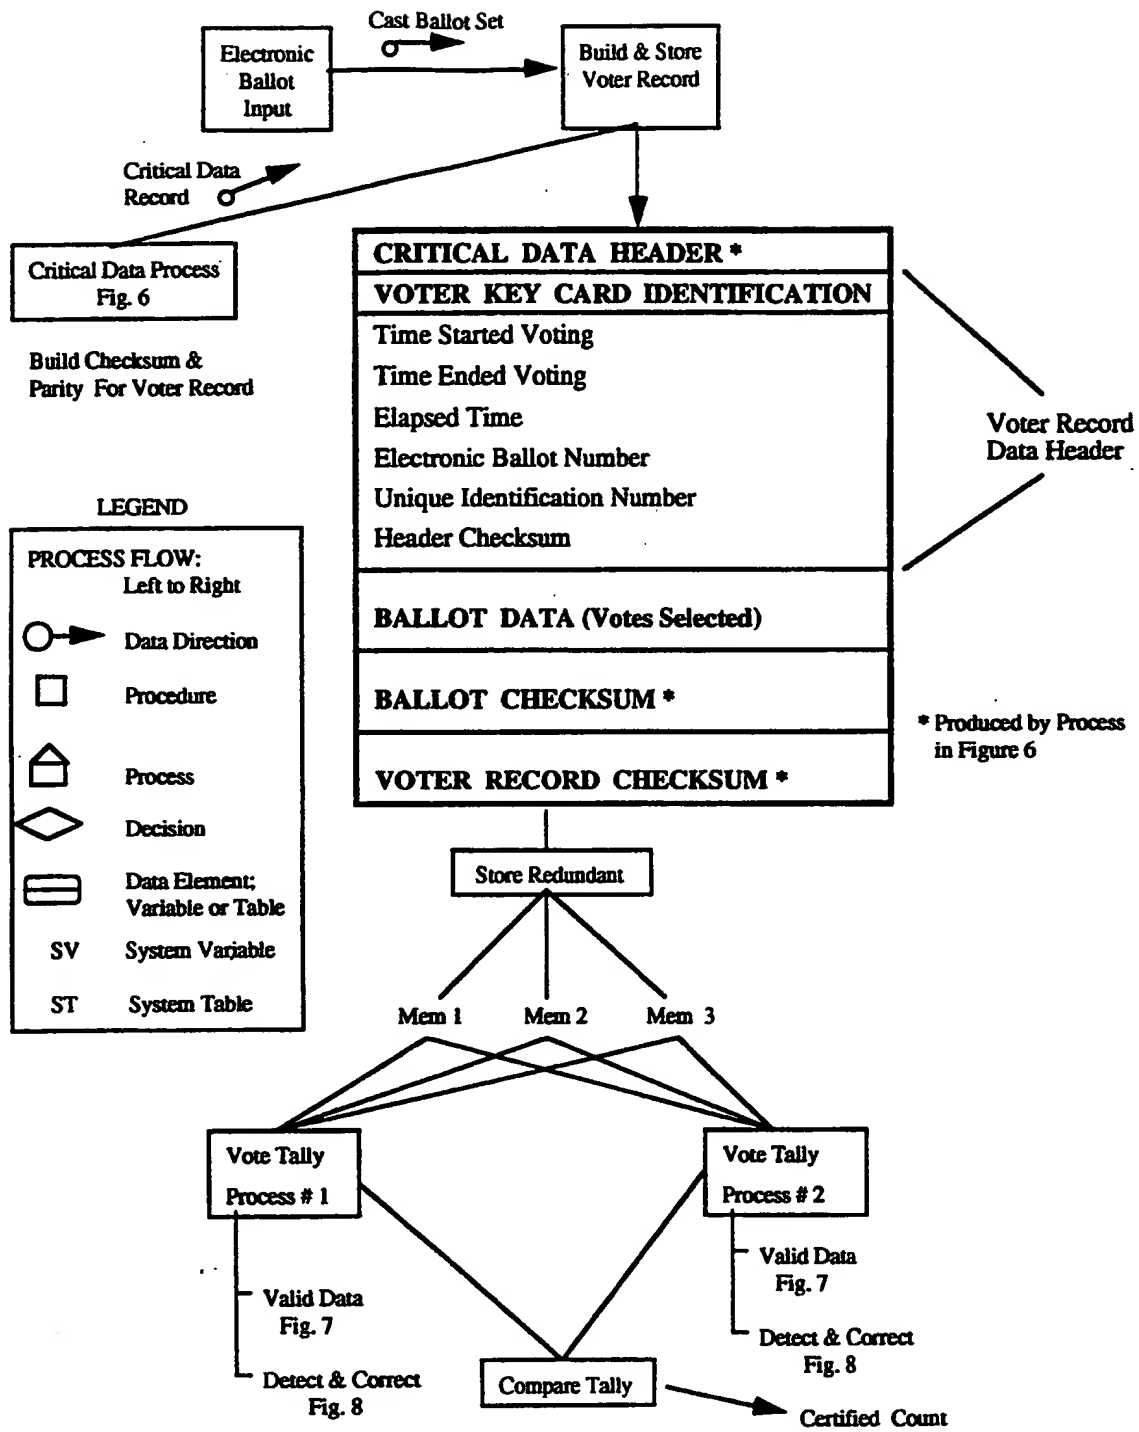 Cast Ballot Set
Electronic
Ballot
Input
Build & Store
Voter Record
Critical Data
Record
Critical Data Process
Fig. 6
Build Checksum &
Parity For Voter Record
CRITICAL DATA HEADER *
VOTER KEY CARD IDENTIFICATION
Time Started Voting
Time Ended Voting
Elapsed Time
Electronic Ballot Number
Unique Identification Number
Header Checksum
BALLOT DATA (Votes Selected)
BALLOT CHECKSUM *
VOTER RECORD CHECKSUM *
Voter Record
Data Header
* Produced by Process
in Figure 6
LEGEND
PROCESS FLOW:
Left to Right
Data Direction
Procedure
Process
Decision
Data Element;
Variable or Table
SV System Variable
ST System Table
Store Redundant
Mem 1 Mem 2 Mem 3
Vote Tally
Process # 1
Valid Data
Fig. 7
Detect & Correct
Fig. 8
Vote Tally
Process # 2
Valid Data
Fig. 7
Detect & Correct
Fig. 8
Compare Tally
Certified Count